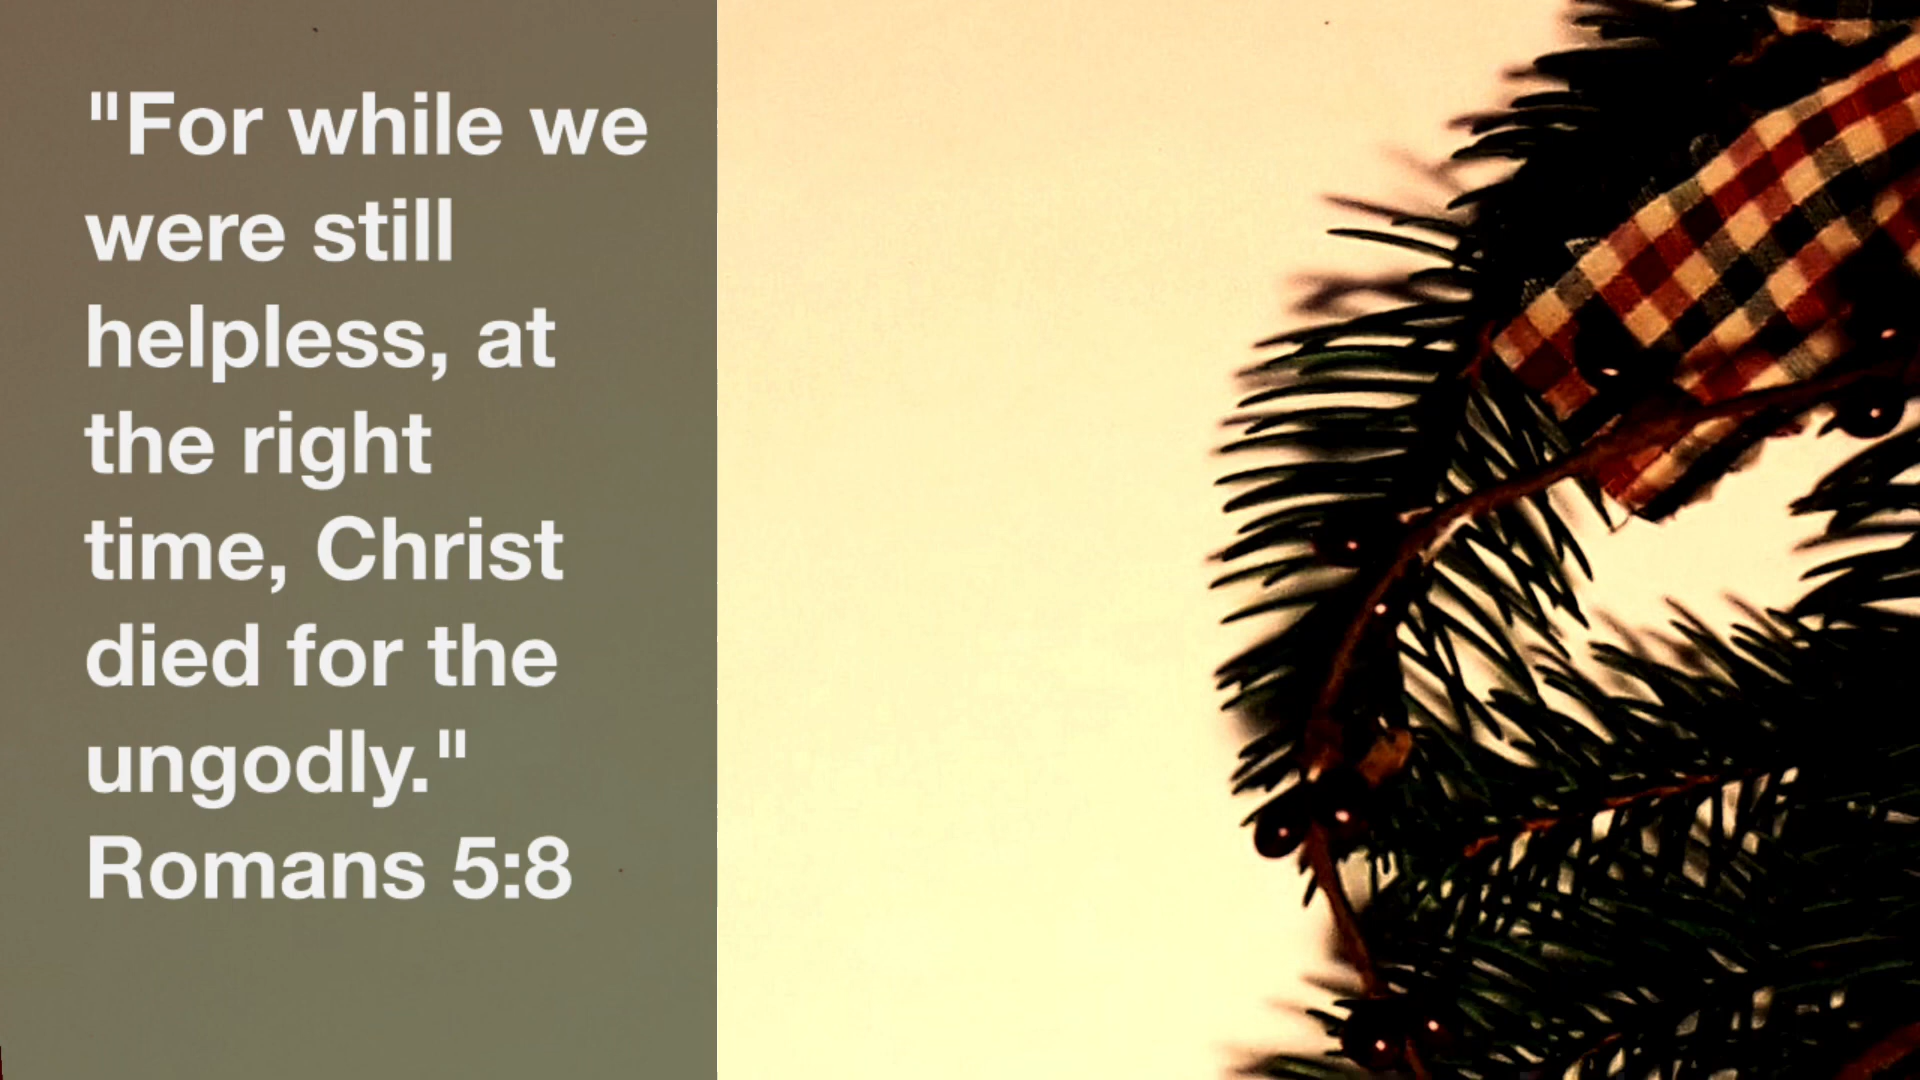 "For while we
were still
helpless, at
the right
time, Christ
died for the
ungodly."
Romans 5:8